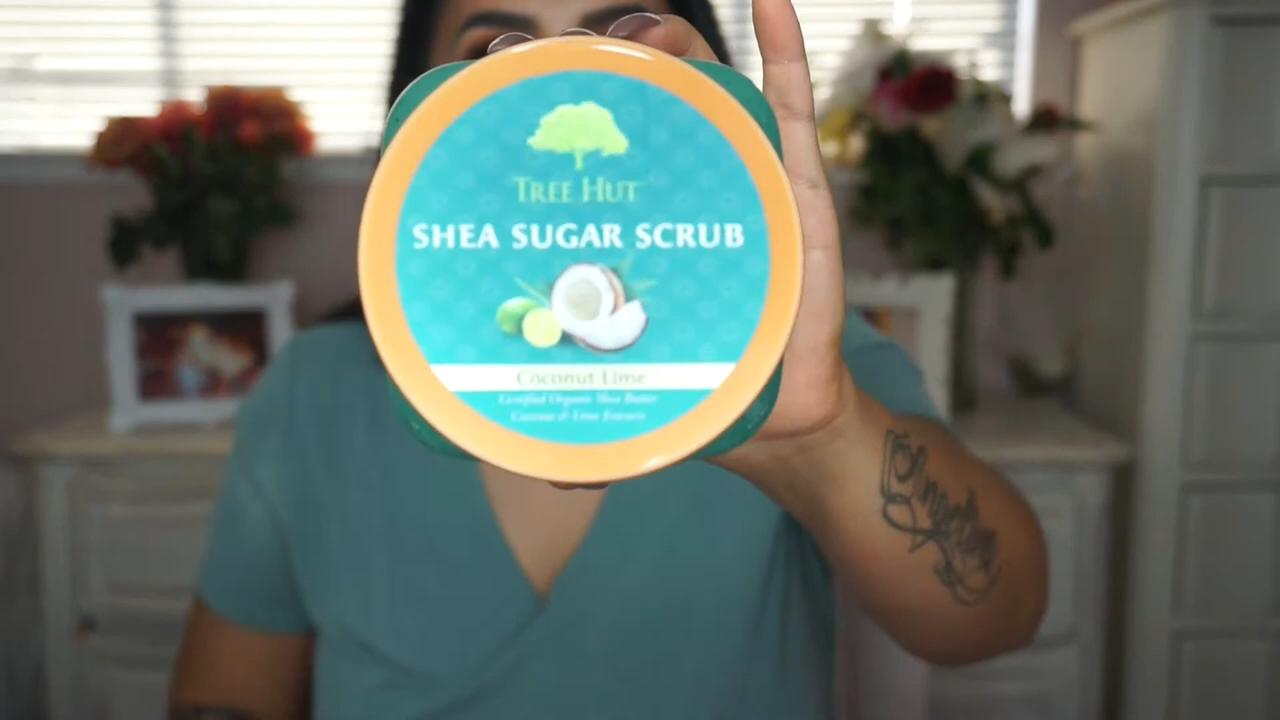 TREE HUT
SHEA SUGAR SCRUB
Coconut Lime
Certified Organic Shea Butter
Coconut & Lime Extracts